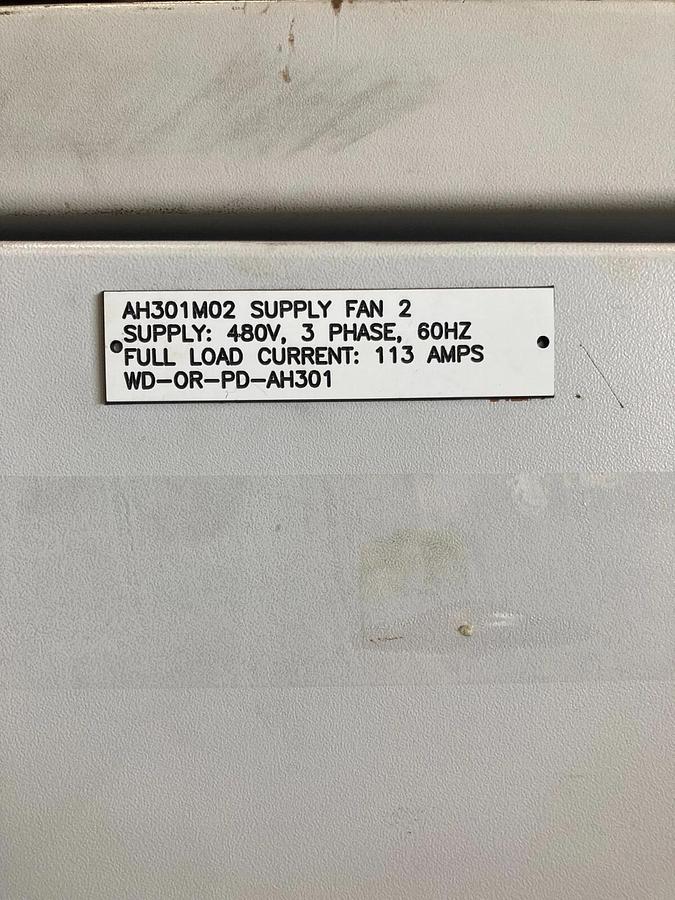 AH301M02 SUPPLY FAN 2
SUPPLY: 480V, 3 PHASE, 60HZ
FULL LOAD CURRENT: 113 AMPS
WD-OR-PD-AH301